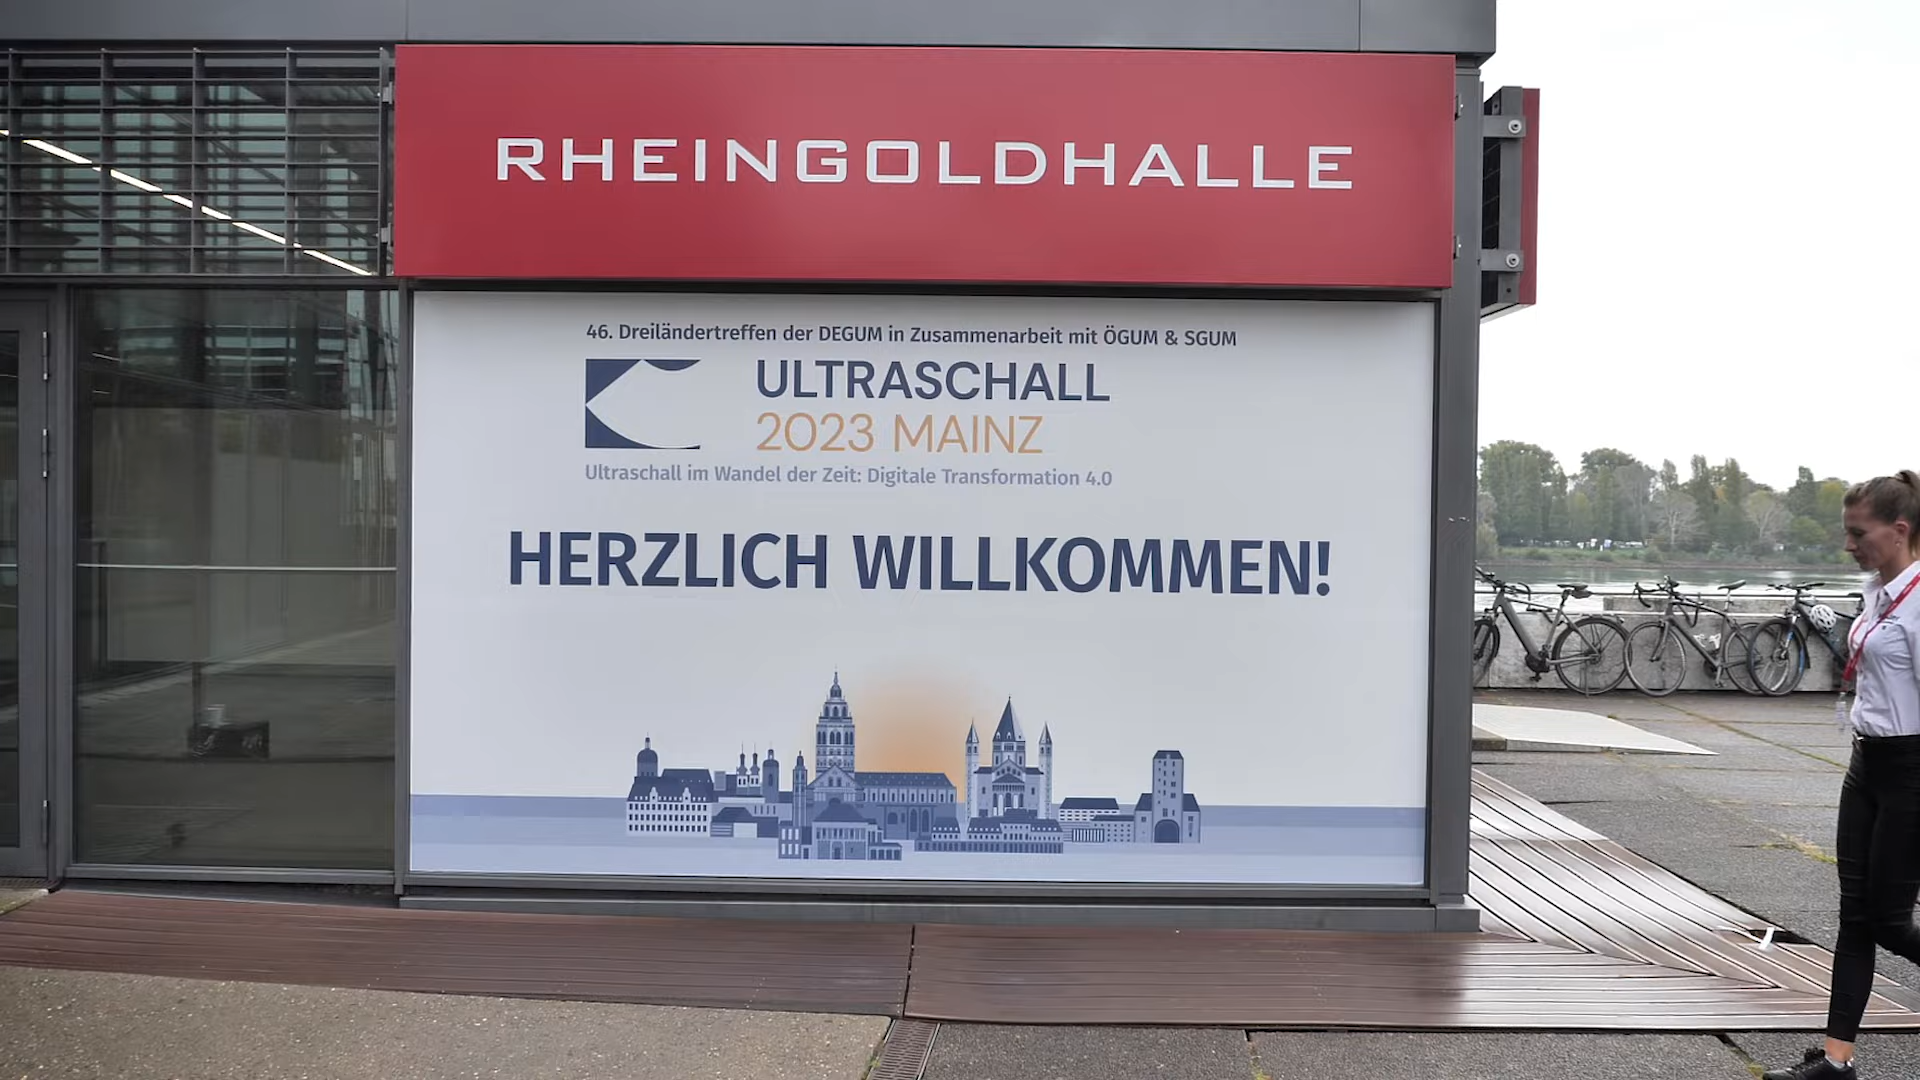 RHEINGOLDHALLE
46. Dreiländertreffen der DEGUM in Zusammenarbeit mit ÖGUM & SGUM
ULTRASCHALL
2023 MAINZ
Ultraschall im Wandel der Zeit: Digitale Transformation 4.0
HERZLICH WILLKOMMEN!